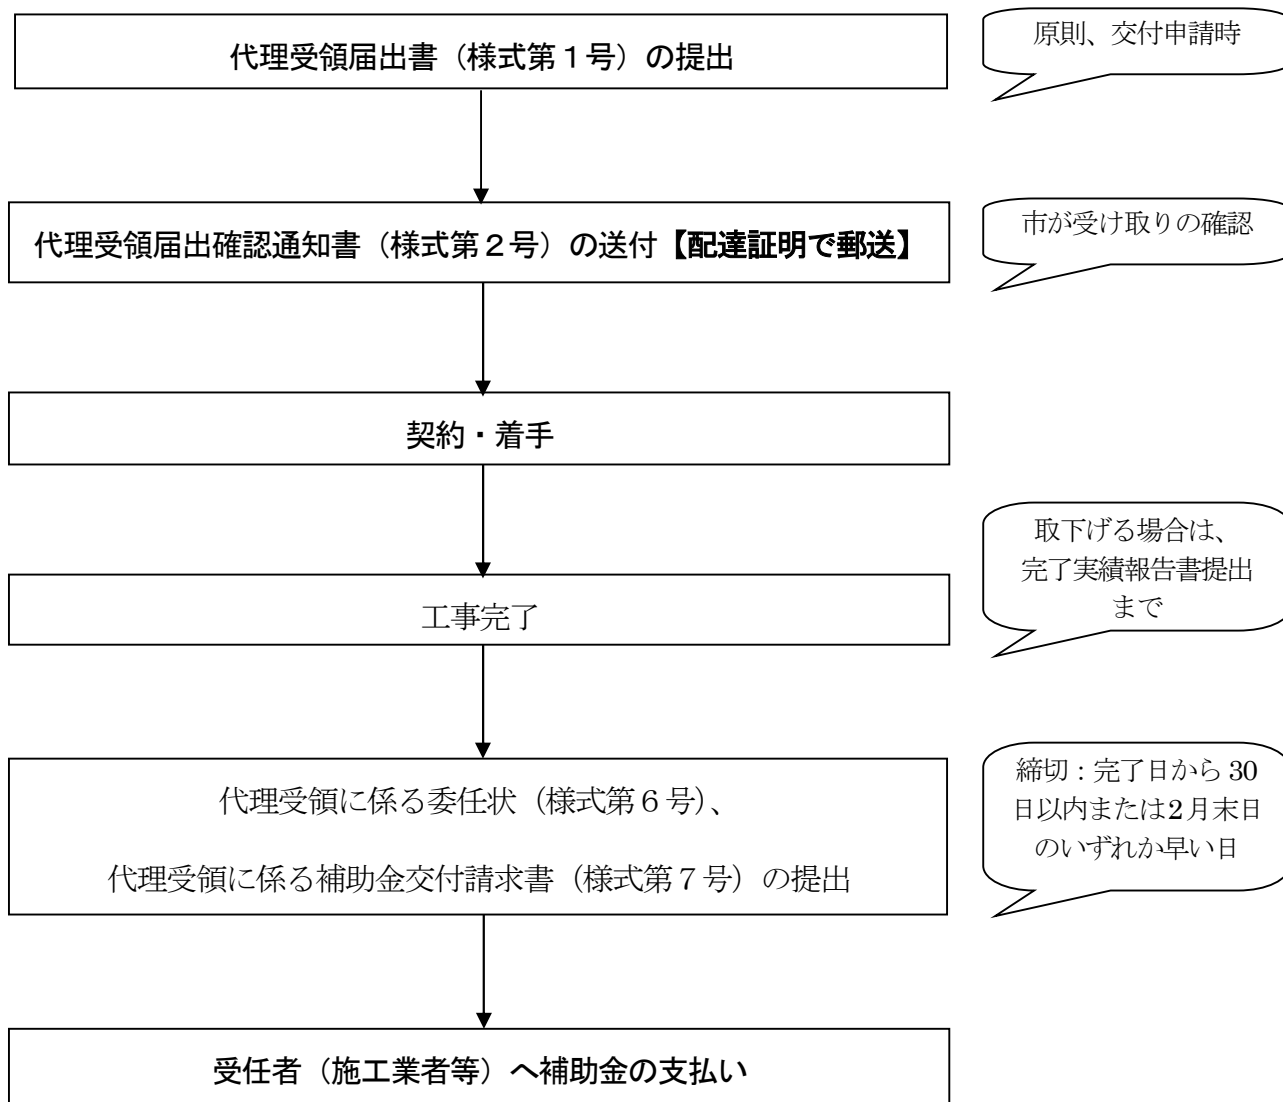 代理受領届出書（様式第１号）の提出
原則、交付申請時
代理受領届出確認通知書（様式第２号）の送付【配達証明で郵送】
市が受け取りの確認
契約・着手
取下げる場合は、
完了実績報告書提出
まで
工事完了
締切：完了日から 30
日以内または２月末日
のいずれか早い日
代理受領に係る委任状（様式第６号）、
代理受領に係る補助金交付請求書（様式第７号）の提出
受任者（施工業者等）へ補助金の支払い